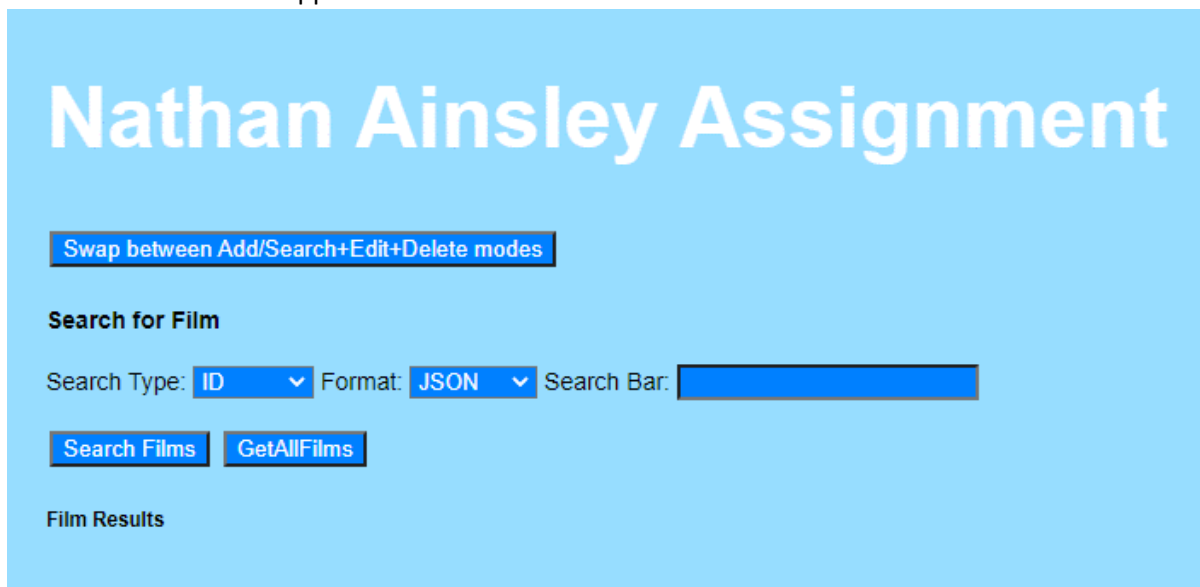 Nathan Ainsley Assignment
Swap between Add/Search+Edit+Delete modes
Search for Film
Search Type: ID Format: JSON Search Bar:
Search Films GetAllFilms
Film Results